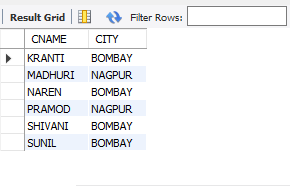 Result Grid Filter Rows:
CNAME CITY
KRANTI BOMBAY
MADHURI NAGPUR
NAREN BOMBAY
PRAMOD NAGPUR
SHIVANI BOMBAY
SUNIL BOMBAY